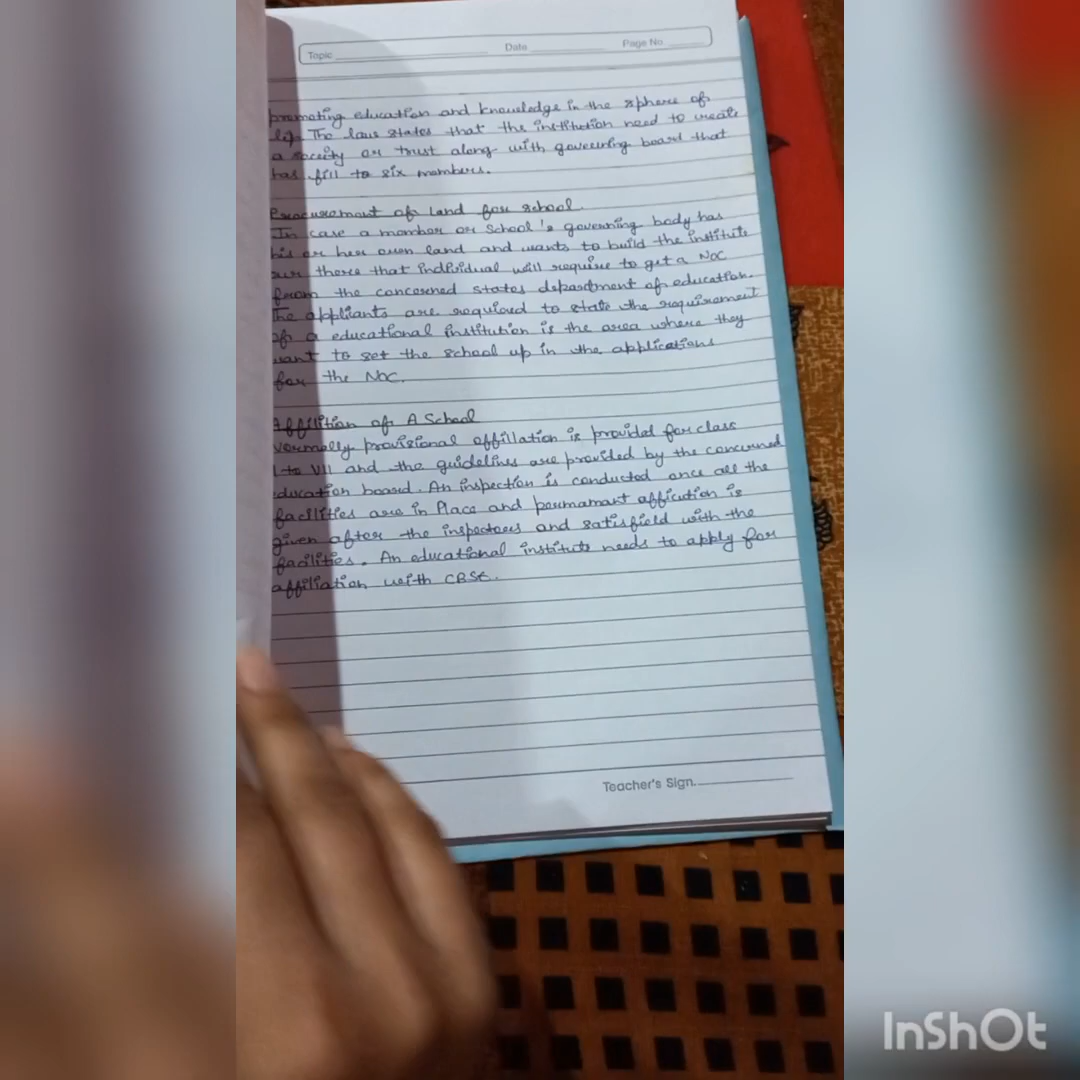 Topic Date Page No
promoting education and knowledge in the sphere of
life The law states that the institution need to create
a soceity or trust along with goverring board that
has fill to six members.
Procurement of Land for school.
In case a member or School's governing body has
his or her own land and wants to build the institute
over there that individual will require to get a NOC
from the concerned states department of education.
The appliants are required to state the requirement
of a educational institution is the area where they
want to set the school up in the applications
for the NOC.
Affilition of A School
Normally provisional affillation is provided for class
I to VII and the guidelines are provided by the concerned
education board. An inspection is conducted once all the
facilities are in Place and permamant affication is
given after the inspectees and satisfield with the
facilities. An educational institute needs to apply for
affiliation with CBSE.
Teacher's Sign.
InShOt